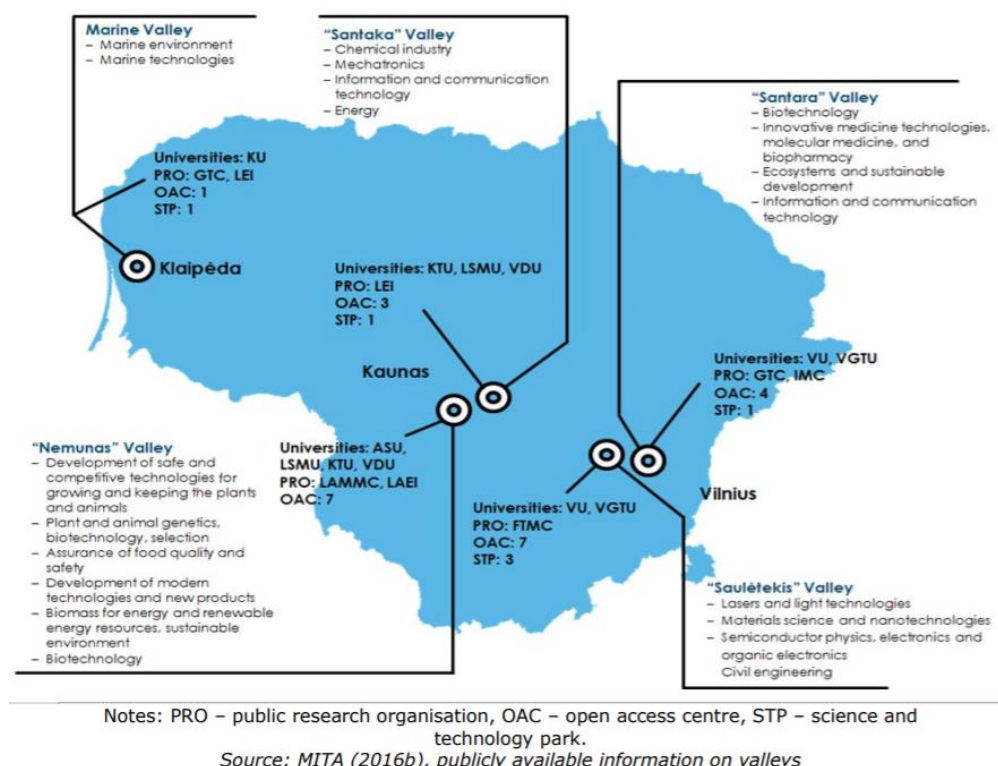 Marine Valley
– Marine environment
– Marine technologies
"Santaka" Valley
– Chemical industry
– Mechatronics
– Information and communication
technology
– Energy
"Santara" Valley
– Biotechnology
– Innovative medicine technologies,
molecular medicine, and
biopharmacy
– Ecosystems and sustainable
development
– Information and communication
technology
Universities: KU
PRO: GTC, LEI
OAC: 1
STP: 1
Klaipėda
Universities: KTU, LSMU, VDU
PRO: LEI
OAC: 3
STP: 1
Kaunas
Universities: VU, VGTU
PRO: GTC, IMC
OAC: 4
STP: 1
"Nemunas" Valley
– Development of safe and
competitive technologies for
growing and keeping the plants
and animals
– Plant and animal genetics,
biotechnology, selection
– Assurance of food quality and
safety
– Development of modern
technologies and new products
– Biomass for energy and renewable
energy resources, sustainable
environment
– Biotechnology
Universities: ASU,
LSMU, KTU, VDU
PRO: LAMMC, LAEI
OAC: 7
Universities: VU, VGTU
PRO: FTMC
OAC: 7
STP: 3
Vilnius
"Saulėtekis" Valley
– Lasers and light technologies
– Materials science and nanotechnologies
– Semiconductor physics, electronics and
organic electronics
Civil engineering
Notes: PRO – public research organisation, OAC – open access centre, STP – science and
technology park.
Source: MITA (2016b), publicly available information on valleys